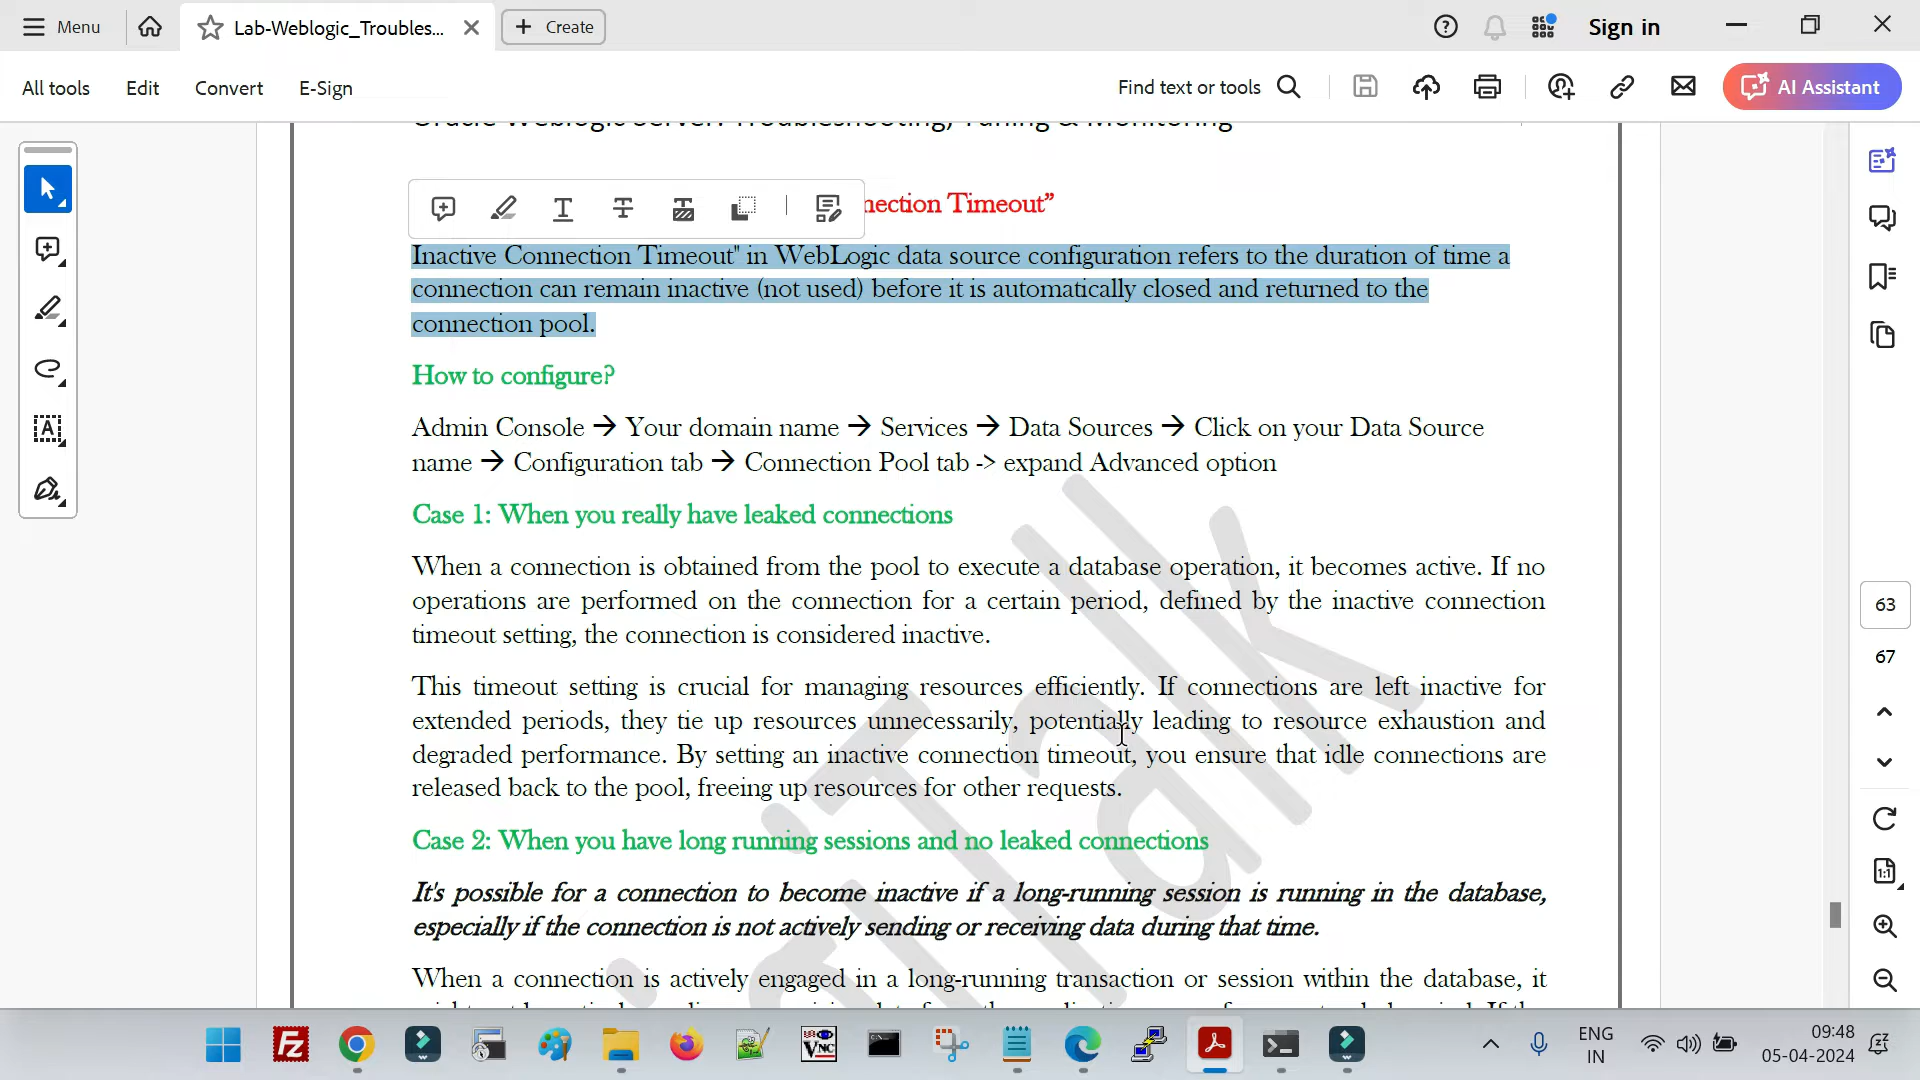 Menu
Lab-Weblogic_Troubles...
Create
Sign in
All tools
Edit
Convert
E-Sign
Find text or tools
AI Assistant
Oracle Weblogic Server: Troubleshooting, Tuning & Monitoring
nection Timeout”
Inactive Connection Timeout" in WebLogic data source configuration refers to the duration of time a
connection can remain inactive (not used) before it is automatically closed and returned to the
connection pool.
How to configure?
Admin Console → Your domain name → Services → Data Sources → Click on your Data Source
name → Configuration tab → Connection Pool tab -> expand Advanced option
Case 1: When you really have leaked connections
When a connection is obtained from the pool to execute a database operation, it becomes active. If no
operations are performed on the connection for a certain period, defined by the inactive connection
timeout setting, the connection is considered inactive.
This timeout setting is crucial for managing resources efficiently. If connections are left inactive for
extended periods, they tie up resources unnecessarily, potentially leading to resource exhaustion and
degraded performance. By setting an inactive connection timeout, you ensure that idle connections are
released back to the pool, freeing up resources for other requests.
Case 2: When you have long running sessions and no leaked connections
It's possible for a connection to become inactive if a long-running session is running in the database,
especially if the connection is not actively sending or receiving data during that time.
When a connection is actively engaged in a long-running transaction or session within the database, it
63
67
ENG
IN
09:48
05-04-2024